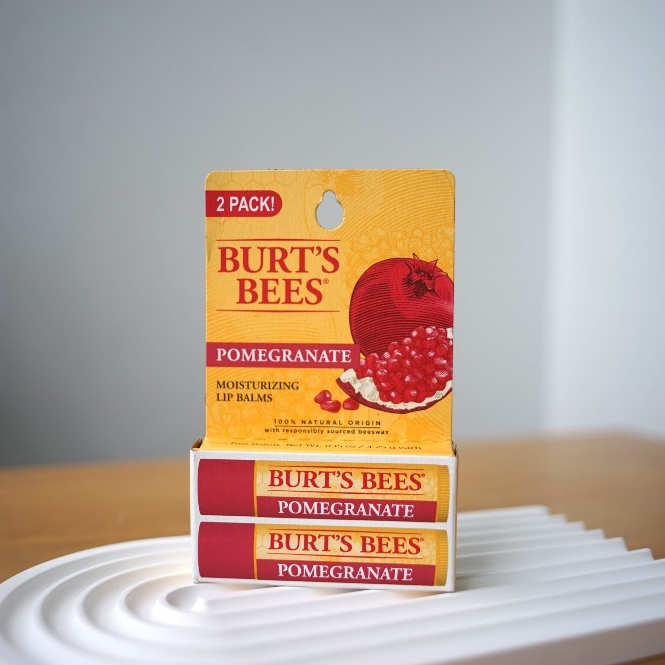 2 PACK!
BURT'S
BEES®
POMEGRANATE
MOISTURIZING
LIP BALMS
100% NATURAL ORIGIN
with responsibly sourced beeswax
BURT'S BEES®
POMEGRANATE
BURT'S BEES®
POMEGRANATE